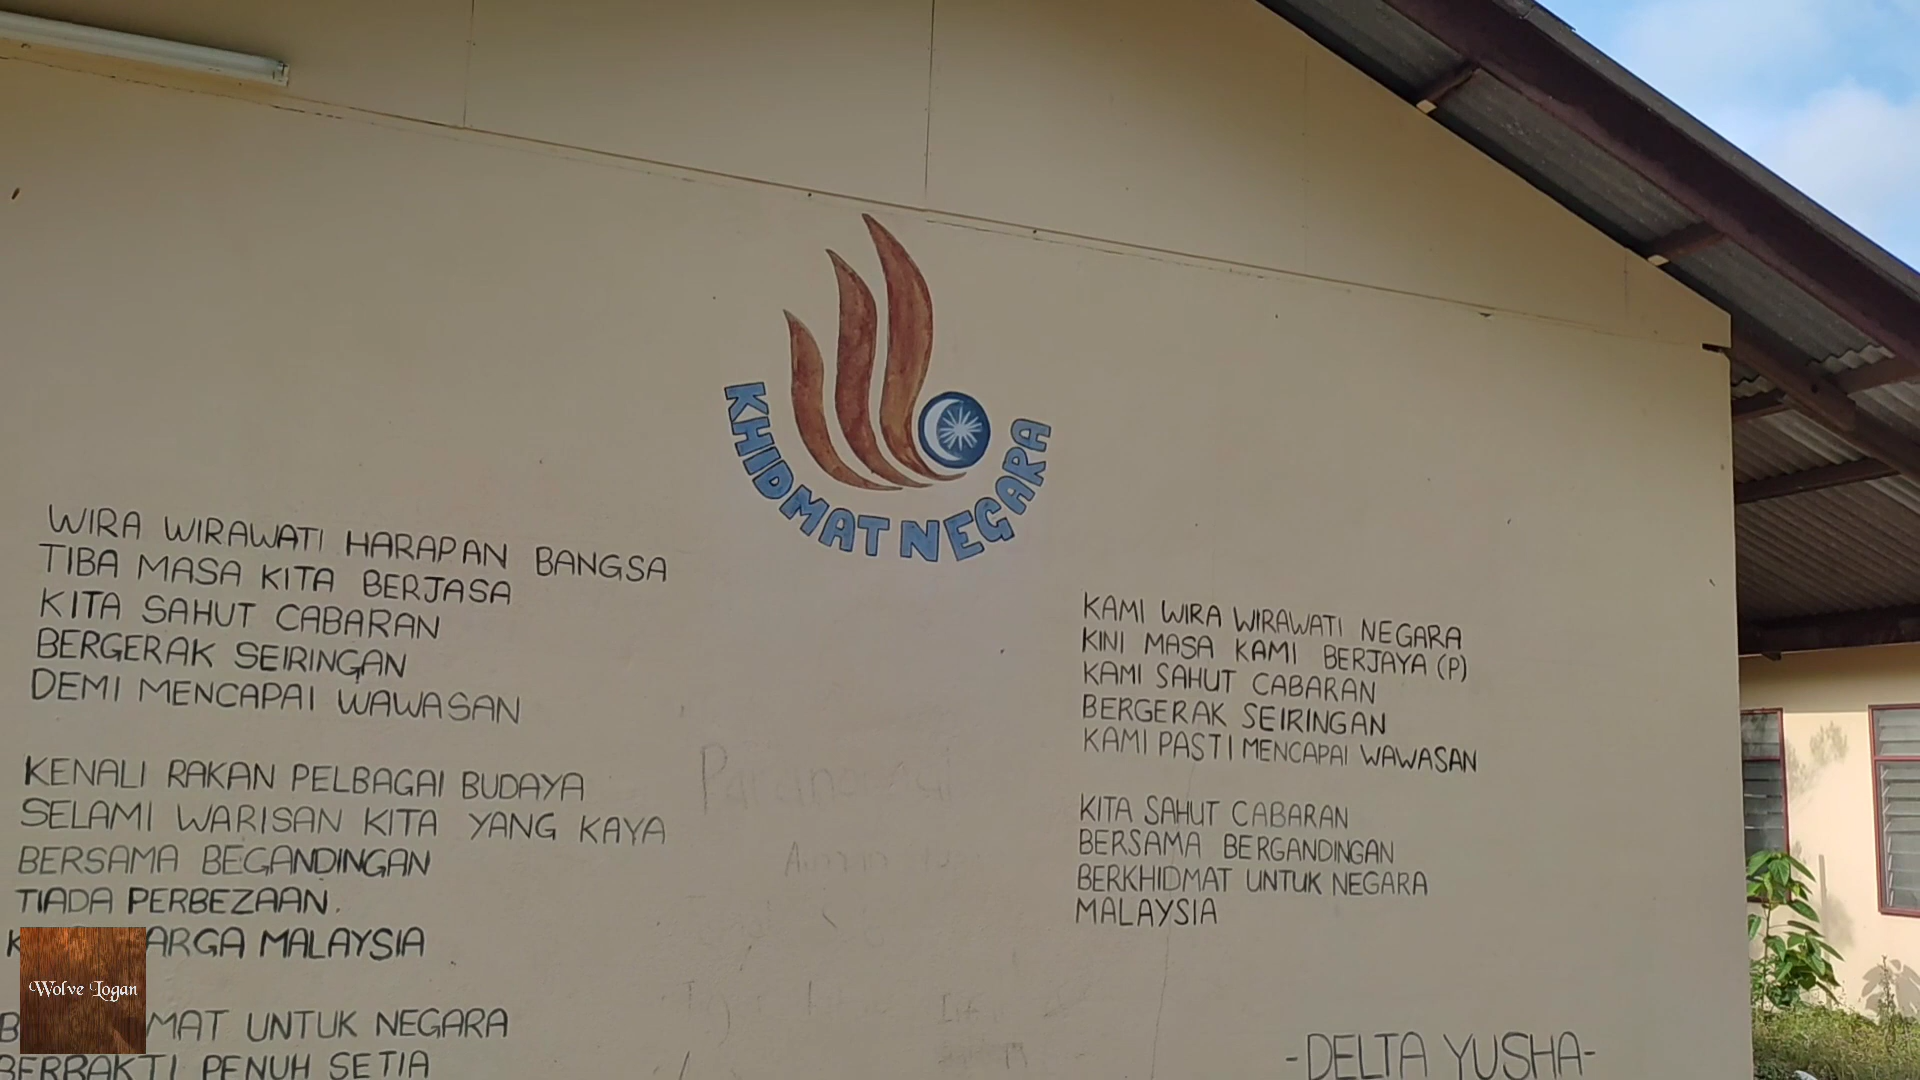 KHIDMAT NEGARA
WIRA WIRAWATI HARAPAN BANGSA
TIBA MASA KITA BERJASA
KITA SAHUT CABARAN
BERGERAK SEIRINGAN
DEMI MENCAPAI WAWASAN
KENALI RAKAN PELBAGAI BUDAYA
SELAMI WARISAN KITA YANG KAYA
BERSAMA BEGANDINGAN
TIADA PERBEZAAN.
MALAYSIA
UNTUK NEGARA
BERBAKTI PENUH SETIA
KAMI WIRA WIRAWATI NEGARA
KINI MASA KAMI BERJAYA (P)
KAMI SAHUT CABARAN
BERGERAK SEIRINGAN
KAMI PASTI MENCAPAI WAWASAN
KITA SAHUT CABARAN
BERSAMA BERGANDINGAN
BERKHIDMAT UNTUK NEGARA
MALAYSIA
-DELTA YUSHA-
Paranormal
Wolve Logan